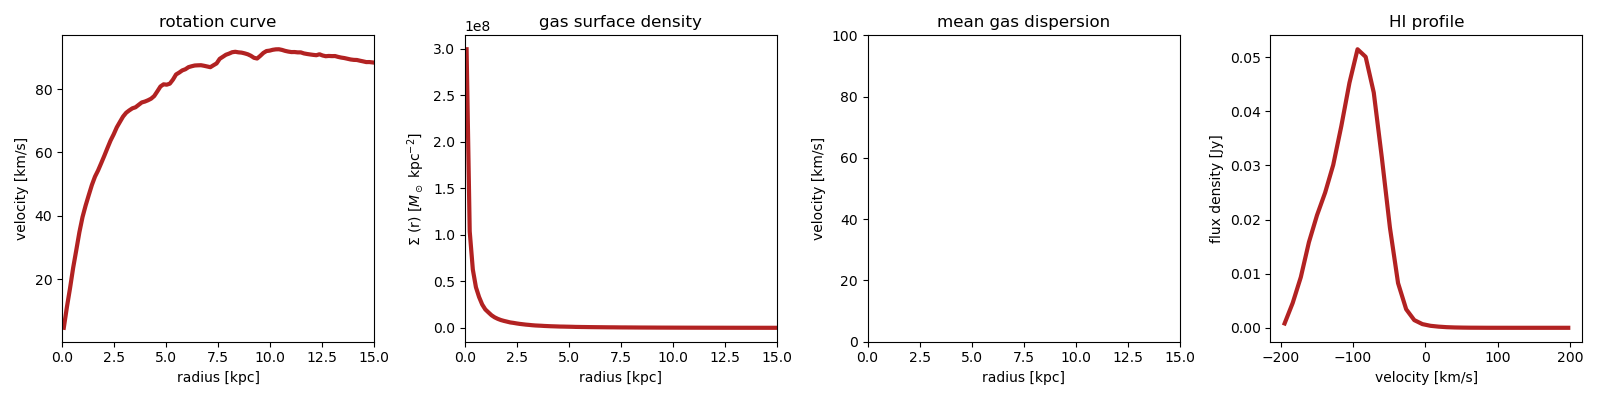 rotation curve
velocity [km/s]
80
60
40
20
0.0 2.5 5.0 7.5 10.0 12.5 15.0
radius [kpc]
gas surface density
1e8
Σ (r) [M⊙ kpc⁻²]
3.0
2.5
2.0
1.5
1.0
0.5
0.0
0.0 2.5 5.0 7.5 10.0 12.5 15.0
radius [kpc]
mean gas dispersion
velocity [km/s]
100
80
60
40
20
0
0.0 2.5 5.0 7.5 10.0 12.5 15.0
radius [kpc]
HI profile
flux density [Jy]
0.05
0.04
0.03
0.02
0.01
0.00
−200 −100 0 100 200
velocity [km/s]